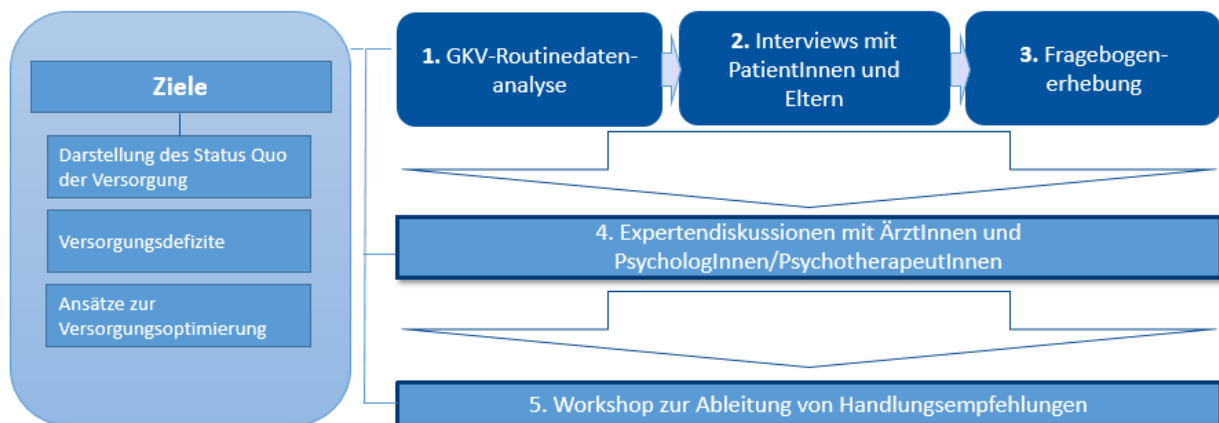 Ziele
Darstellung des Status Quo
der Versorgung
Versorgungsdefizite
Ansätze zur
Versorgungsoptimierung
1. GKV-Routinedaten-
analyse
2. Interviews mit
PatientInnen und
Eltern
3. Fragebogen-
erhebung
4. Expertendiskussionen mit ÄrztInnen und
PsychologInnen/PsychotherapeutInnen
5. Workshop zur Ableitung von Handlungsempfehlungen